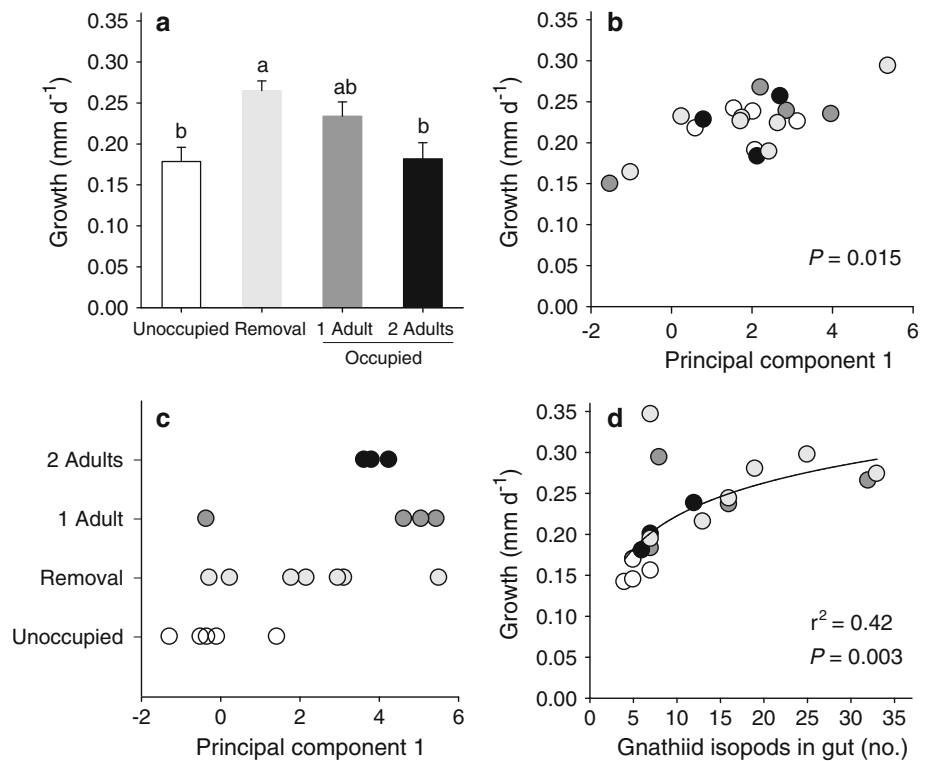 a
0.35
0.30
0.25
0.20
0.15
0.10
0.05
0.00
Growth (mm d⁻¹)
b
a
ab
b
Unoccupied Removal 1 Adult 2 Adults
Occupied
b
0.35
0.30
0.25
0.20
0.15
0.10
0.05
0.00
Growth (mm d⁻¹)
P = 0.015
-2 0 2 4 6
Principal component 1
c
2 Adults
1 Adult
Removal
Unoccupied
-2 0 2 4 6
Principal component 1
d
0.35
0.30
0.25
0.20
0.15
0.10
0.05
0.00
Growth (mm d⁻¹)
r² = 0.42
P = 0.003
0 5 10 15 20 25 30 35
Gnathiid isopods in gut (no.)